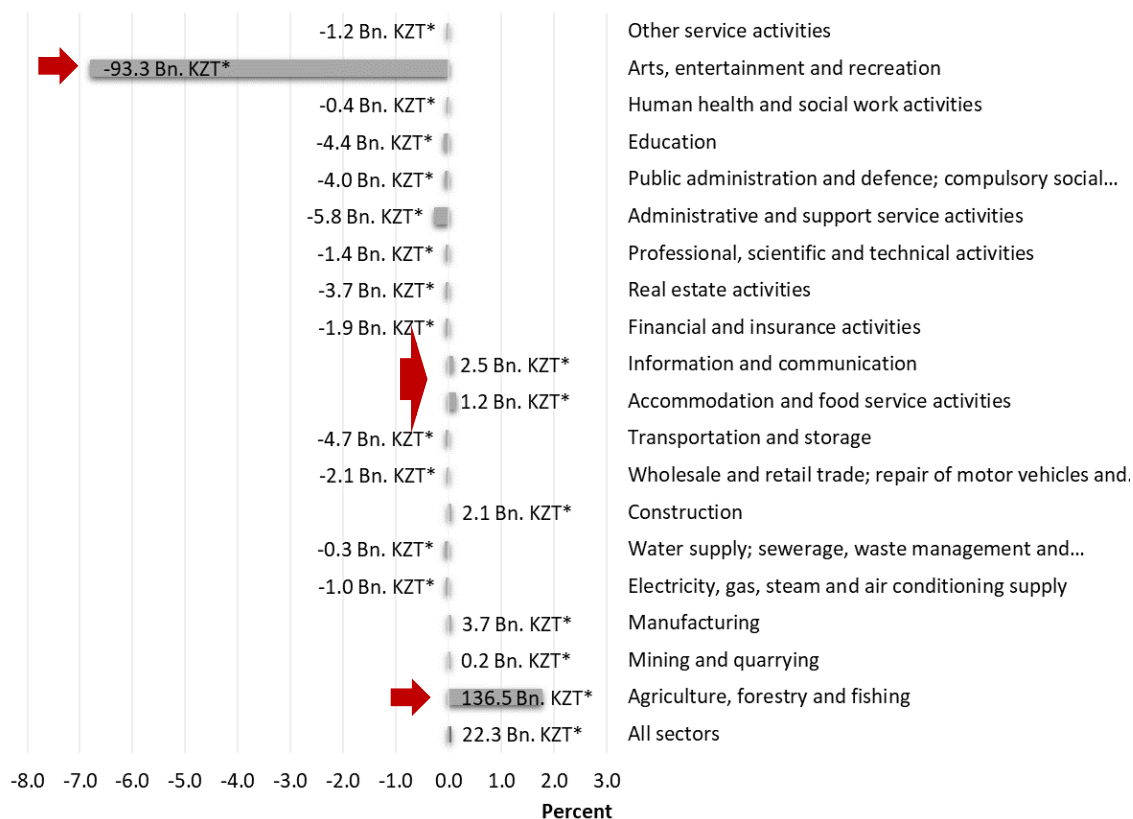 -1.2 Bn. KZT* Other service activities
-93.3 Bn. KZT* Arts, entertainment and recreation
-0.4 Bn. KZT* Human health and social work activities
-4.4 Bn. KZT* Education
-4.0 Bn. KZT* Public administration and defence; compulsory social...
-5.8 Bn. KZT* Administrative and support service activities
-1.4 Bn. KZT* Professional, scientific and technical activities
-3.7 Bn. KZT* Real estate activities
-1.9 Bn. KZT* Financial and insurance activities
2.5 Bn. KZT* Information and communication
1.2 Bn. KZT* Accommodation and food service activities
-4.7 Bn. KZT* Transportation and storage
-2.1 Bn. KZT* Wholesale and retail trade; repair of motor vehicles and.
2.1 Bn. KZT* Construction
-0.3 Bn. KZT* Water supply; sewerage, waste management and...
-1.0 Bn. KZT* Electricity, gas, steam and air conditioning supply
3.7 Bn. KZT* Manufacturing
0.2 Bn. KZT* Mining and quarrying
136.5 Bn. KZT* Agriculture, forestry and fishing
22.3 Bn. KZT* All sectors
-8.0 -7.0 -6.0 -5.0 -4.0 -3.0 -2.0 -1.0 0.0 1.0 2.0 3.0
Percent